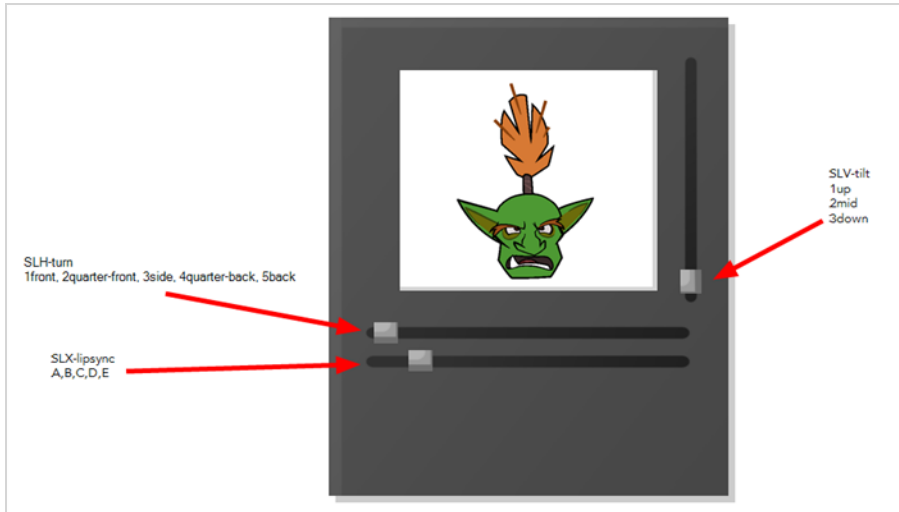 SLV-tilt
1up
2mid
3down
SLH-turn
1front, 2quarter-front, 3side, 4quarter-back, 5back
SLX-lipsync
A,B,C,D,E